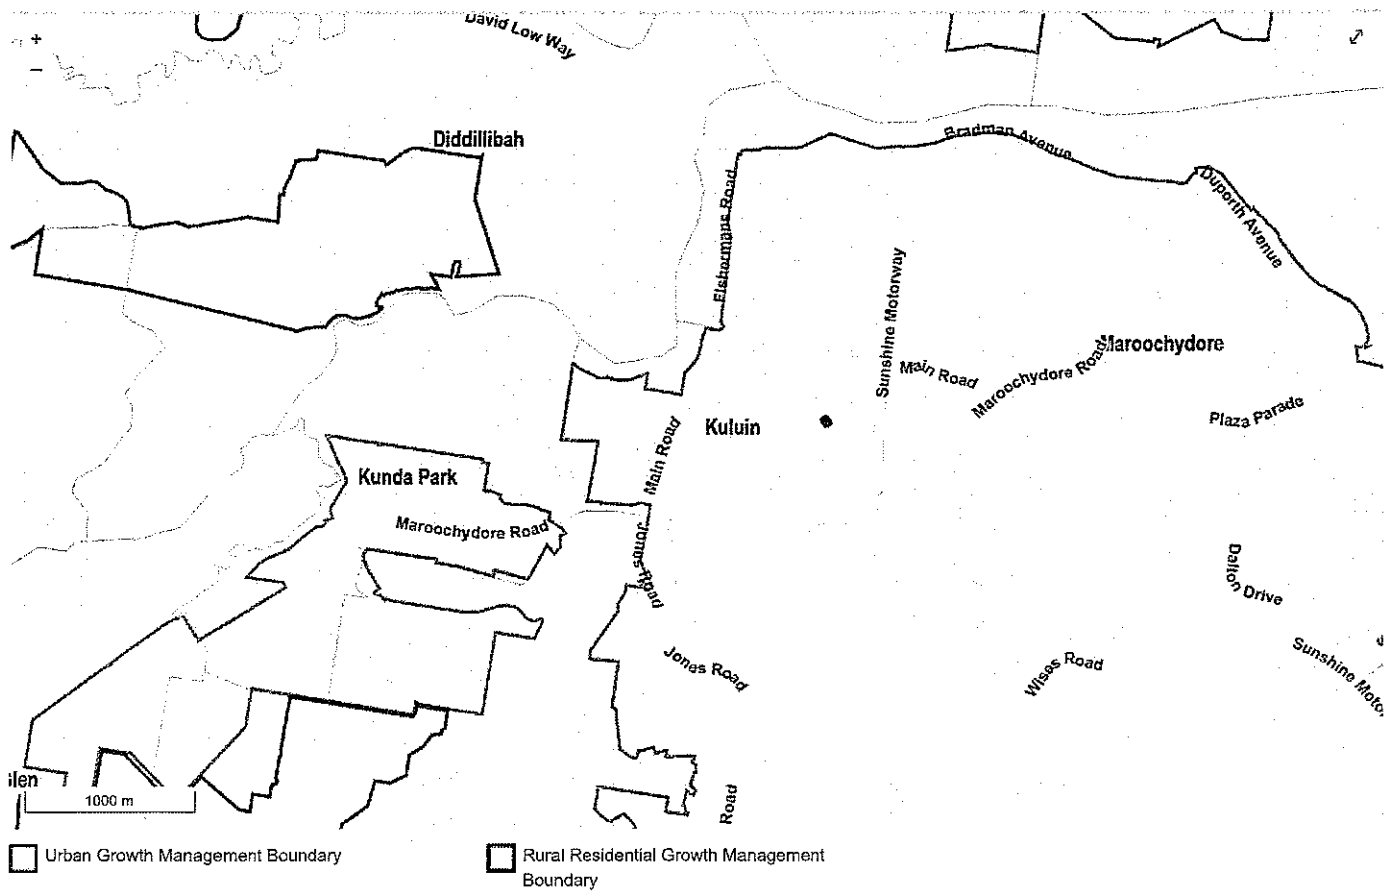 David Low Way
+
−
Diddillibah
Bradman Avenue
Duporth Avenue
Fishermans Road
Sunshine Motorway
Maroochydore
Main Road
Maroochydore Road
Plaza Parade
Kuluin
Main Road
Kunda Park
Maroochydore Road
Jones Road
Dalton Drive
Jones Road
Wises Road
Sunshine Moto
ilen
1000 m
Road
Urban Growth Management Boundary
Rural Residential Growth Management
Boundary